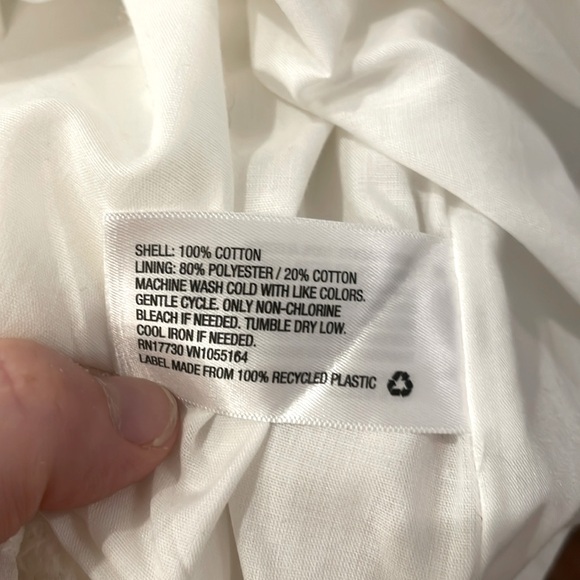 SHELL: 100% COTTON
LINING: 80% POLYESTER / 20% COTTON
MACHINE WASH COLD WITH LIKE COLORS.
GENTLE CYCLE. ONLY NON-CHLORINE
BLEACH IF NEEDED. TUMBLE DRY LOW.
COOL IRON IF NEEDED.
RN17730 VN1055164
LABEL MADE FROM 100% RECYCLED PLASTIC